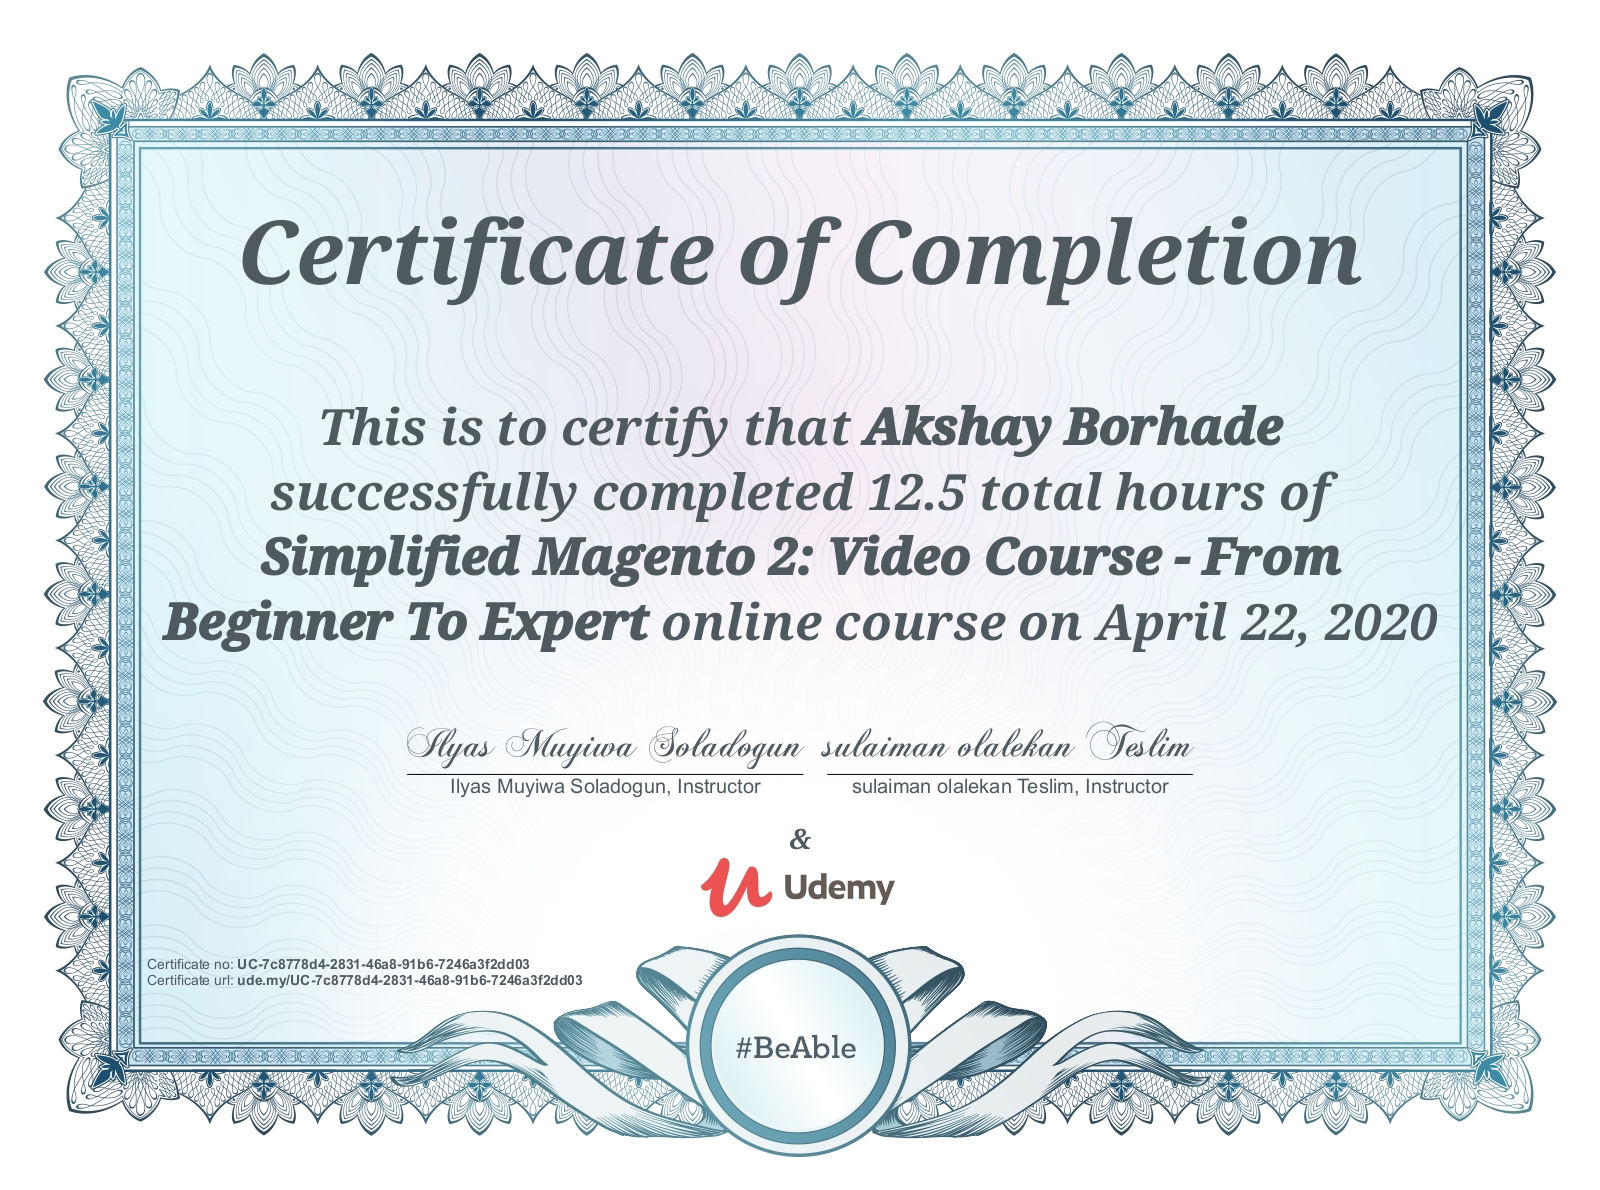 Certificate of Completion
This is to certify that Akshay Borhade
successfully completed 12.5 total hours of
Simplified Magento 2: Video Course - From
Beginner To Expert online course on April 22, 2020
Ilyas Muyiwa Soladogun sulaiman olalekan Teslim
Ilyas Muyiwa Soladogun, Instructor sulaiman olalekan Teslim, Instructor
&
Udemy
Certificate no: UC-7c8778d4-2831-46a8-91b6-7246a3f2dd03
Certificate url: ude.my/UC-7c8778d4-2831-46a8-91b6-7246a3f2dd03
#BeAble